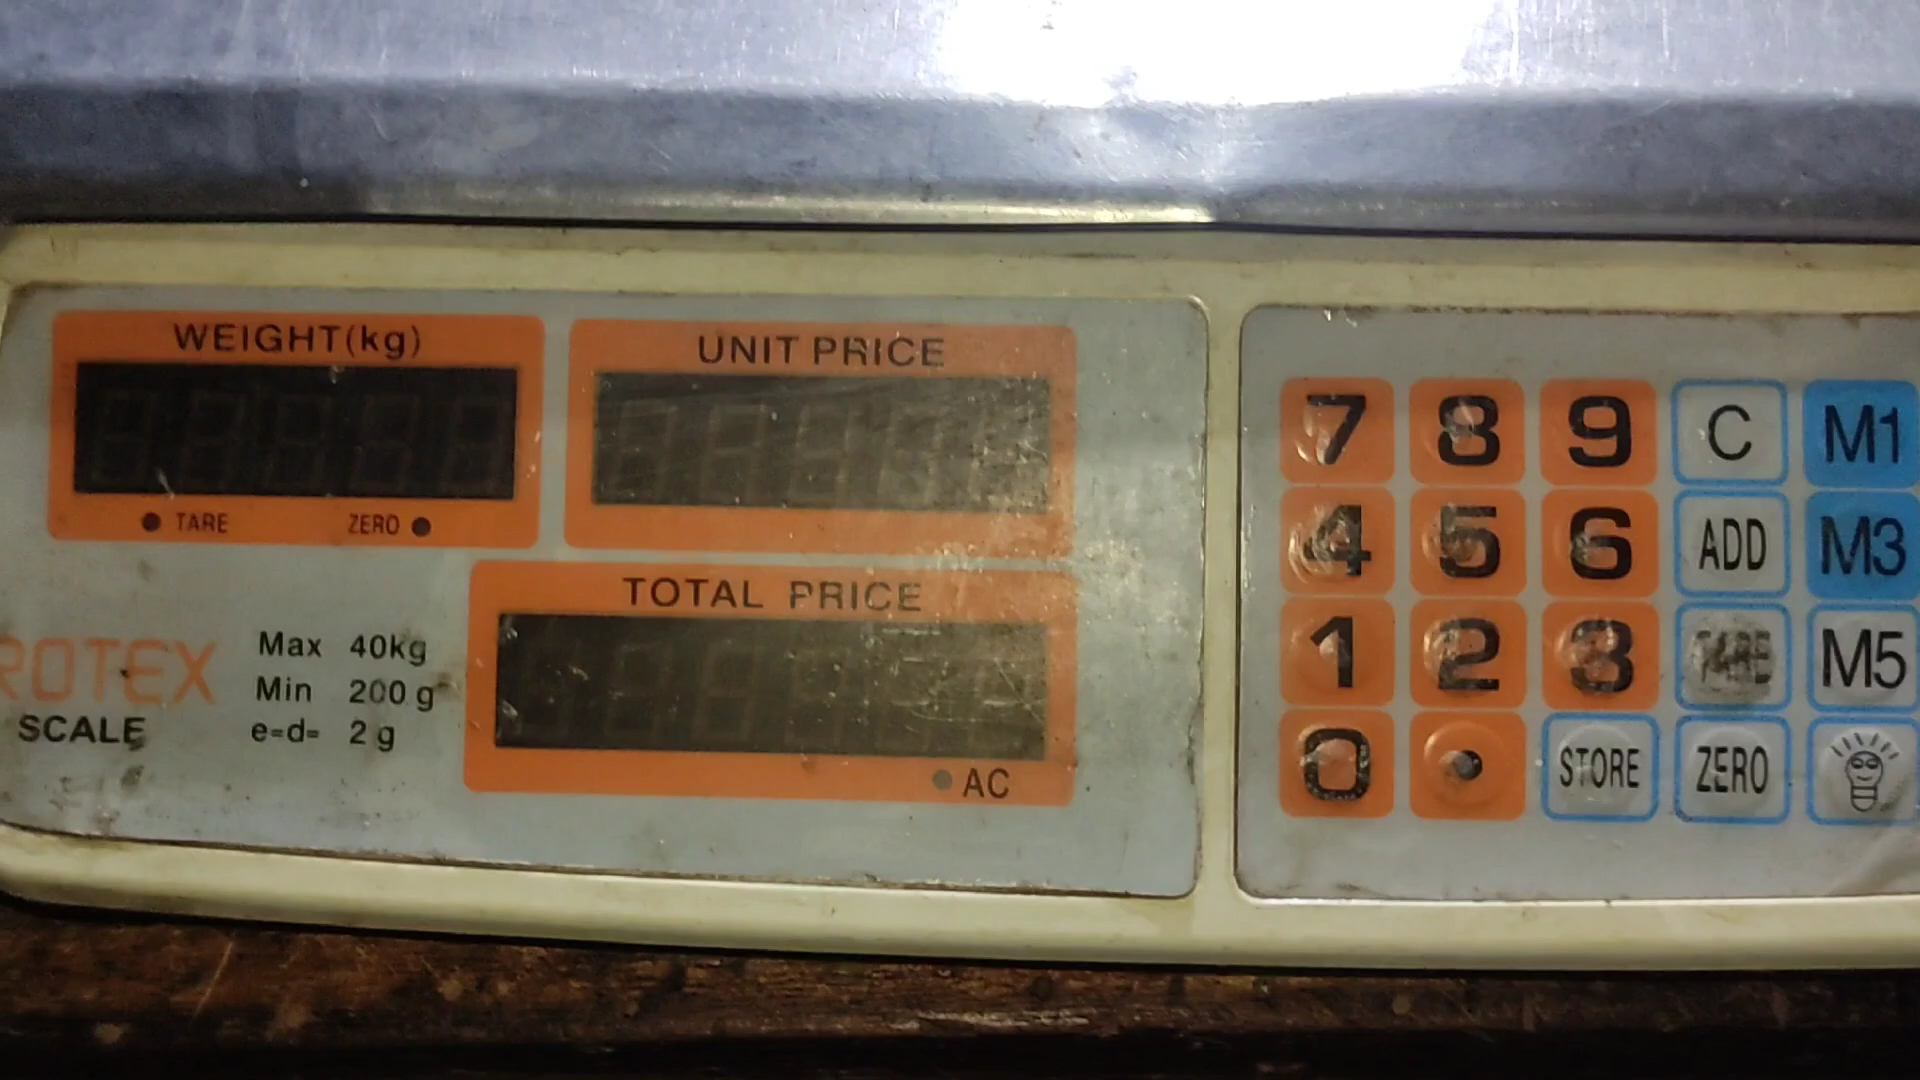 WEIGHT(kg)
TARE ZERO
UNIT PRICE
TOTAL PRICE
AC
ROTEX
SCALE
Max 40kg
Min 200 g
e=d= 2 g
7 8 9 C M1
4 5 6 ADD M3
1 2 3 TARE M5
0 . STORE ZERO